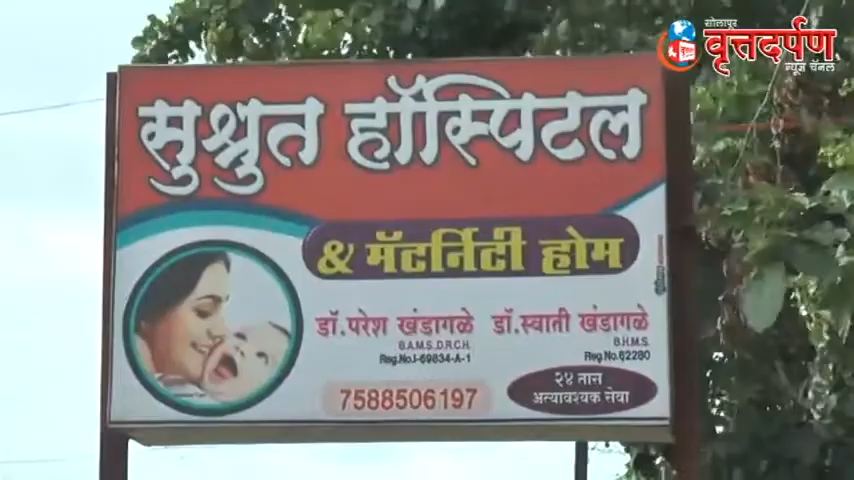 सोलापूर
वृत्तदर्पण
न्यूज चॅनल
सुश्रुत हॉस्पिटल
& मॅटर्निटी होम
डॉ.परेश खंडागळे
B.A.M.S.D.R.C.H.
Reg.No.I-69834-A-1
डॉ.स्वाती खंडागळे
B.H.M.S.
Reg.No.62280
7588506197
२४ तास
अत्यावश्यक सेवा